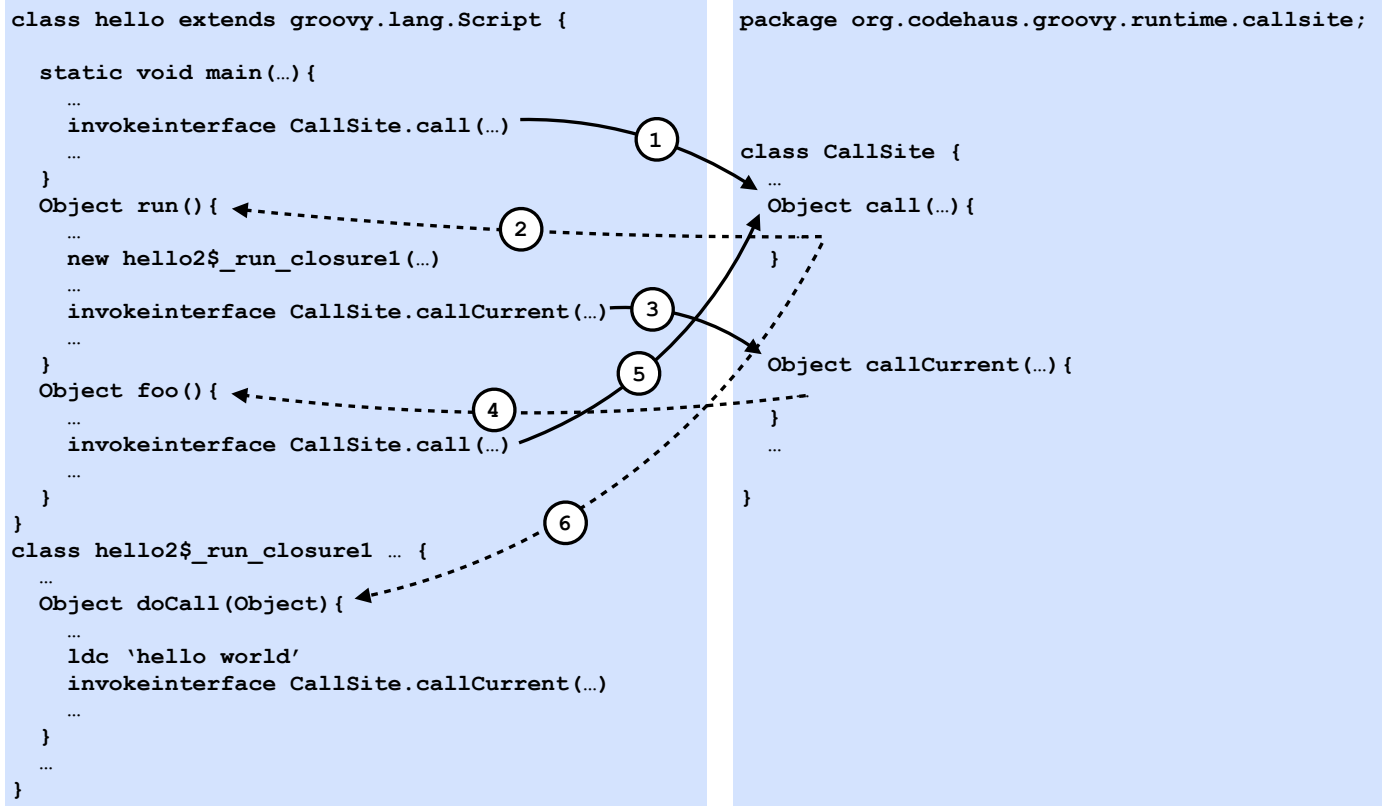 class hello extends groovy.lang.Script {
static void main(…){
…
invokeinterface CallSite.call(…)
…
}
Object run(){
…
new hello2$_run_closure1(…)
…
invokeinterface CallSite.callCurrent(…)
…
}
Object foo(){
…
invokeinterface CallSite.call(…)
…
}
}
class hello2$_run_closure1 … {
…
Object doCall(Object){
…
ldc ‘hello world’
invokeinterface CallSite.callCurrent(…)
…
}
…
}
package org.codehaus.groovy.runtime.callsite;
class CallSite {
…
Object call(…){
…
}
Object callCurrent(…){
…
}
…
}
1
2
3
4
5
6